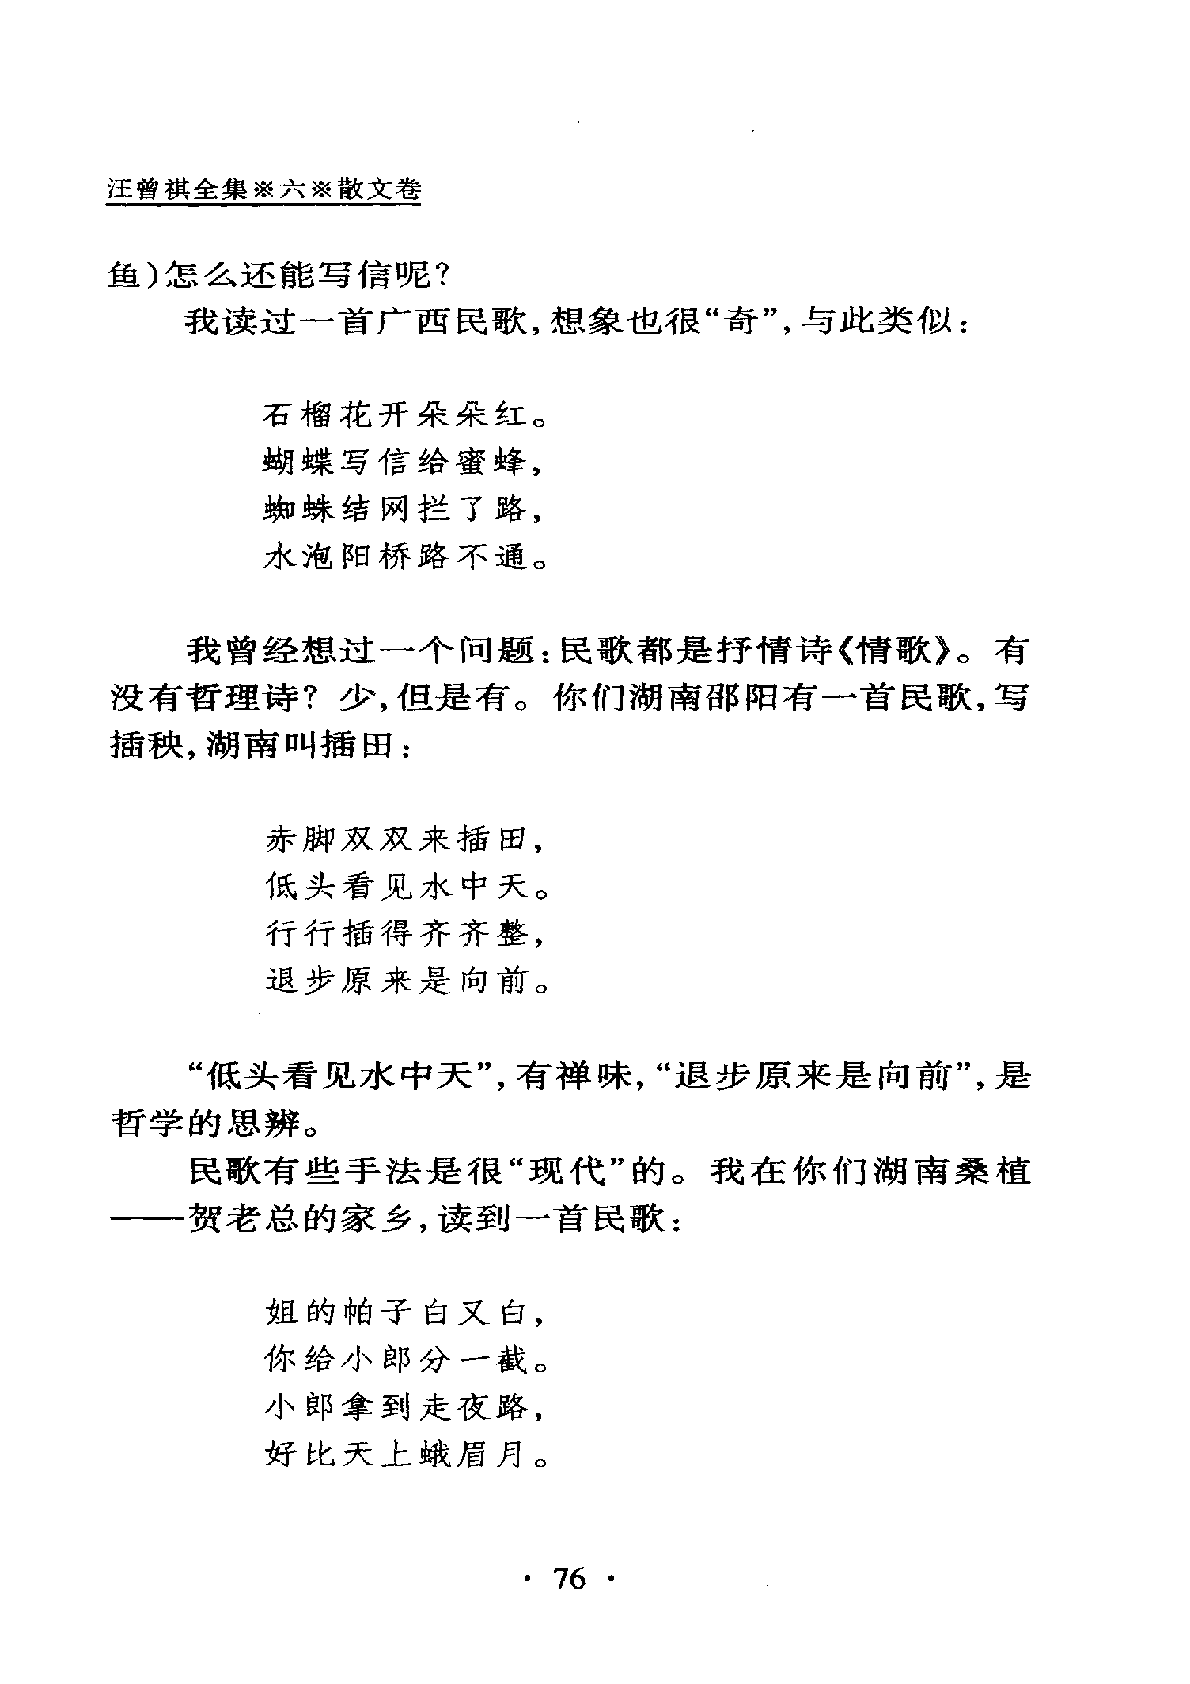 汪曾祺全集※六※散文卷
鱼)怎么还能写信呢?
我读过一首广西民歌,想象也很“奇”,与此类似:
石榴花开朵朵红。
蝴蝶写信给蜜蜂,
蜘蛛结网拦了路,
水泡阳桥路不通。
我曾经想过一个问题:民歌都是抒情诗《情歌》。有
没有哲理诗? 少,但是有。你们湖南邵阳有一首民歌,写
插秧,湖南叫插田:
赤脚双双来插田,
低头看见水中天。
行行插得齐齐整,
退步原来是向前。
“低头看见水中天”,有禅味,“退步原来是向前”,是
哲学的思辨。
民歌有些手法是很“现代”的。我在你们湖南桑植
——贺老总的家乡,读到一首民歌:
姐的帕子白又白,
你给小郎分一截。
小郎拿到走夜路,
好比天上蛾眉月。
· 76 ·